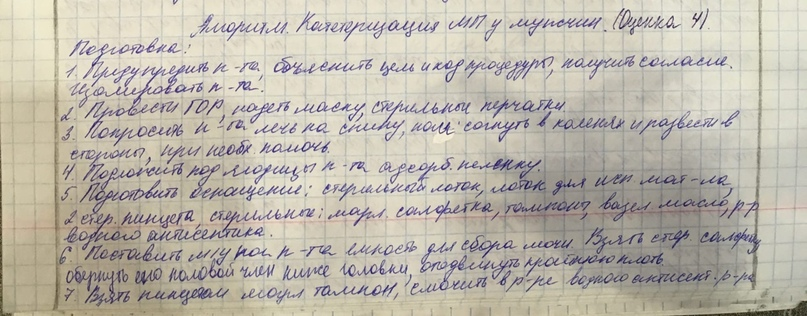 Алгоритм. Катетеризация МП у мужчин. (Оценка 4).
Подготовка:
1. Предупредить п-та, объяснить цель и ход процедуры, получить согласие.
Изолировать п-та.
2. Провести ГОР, надеть маску, стерильные перчатки.
3. Попросить п-та лечь на спину, ноги согнуть в коленях и развести в
стороны, при необх. помочь.
4. Подложить под ягодицы п-та адсорб. пеленку.
5. Подготовить оснащение: стерильный лоток, лоток для исп мат-ла,
2 стер. пинцета, стерильные: марл. салфетка, тампоны, вазел масло, р-р
водного антисептика.
6. Поставить м/у ног п-та емкость для сбора мочи. Взять стер. салфетку
обернуть ею половой член ниже головки, отодвинуть крайнюю плоть
7. Взять пинцетом марл тампон, смочить в р-ре водного антисент. р-ре